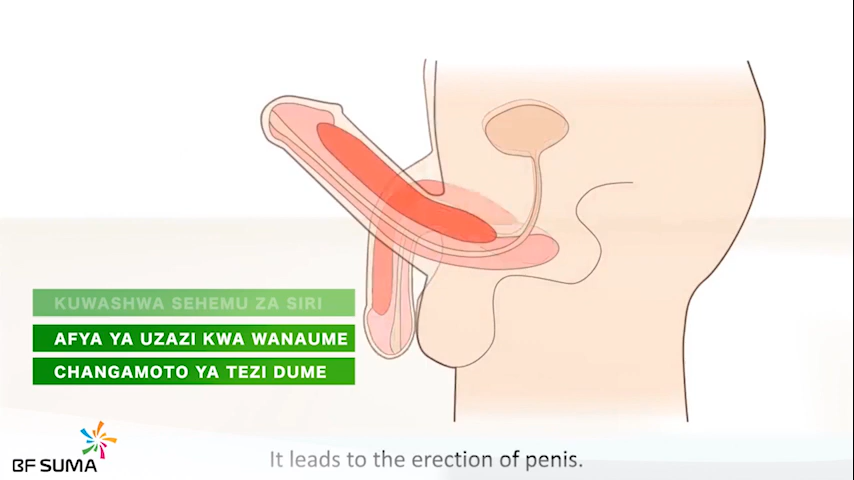 KUWASHWA SEHEMU ZA SIRI
AFYA YA UZAZI KWA WANAUME
CHANGAMOTO YA TEZI DUME
BF SUMA
It leads to the erection of penis.